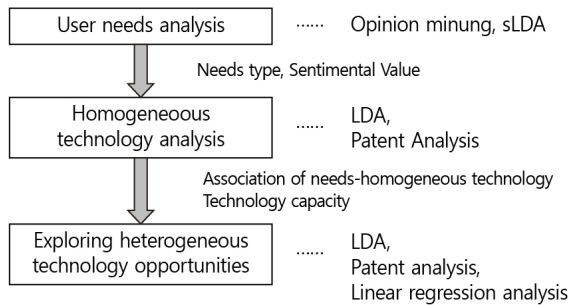 User needs analysis
......
Opinion minung, sLDA
Needs type, Sentimental Value
Homogeneoous
technology analysis
......
LDA,
Patent Analysis
Association of needs-homogeneous technology
Technology capacity
Exploring heterogeneous
technology opportunities
......
LDA,
Patent analysis,
Linear regression analysis